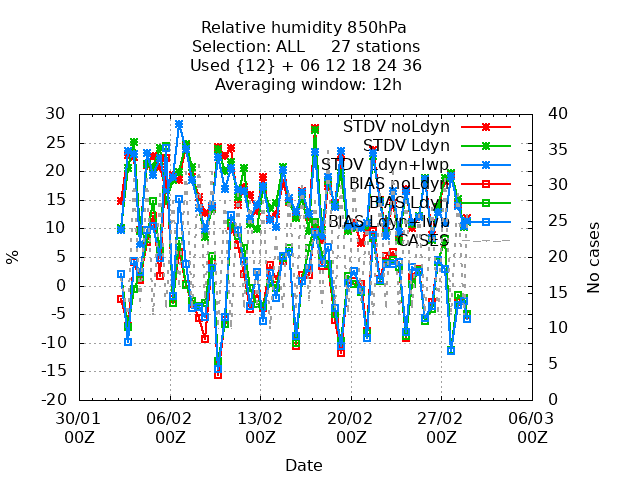 Relative humidity 850hPa
Selection: ALL 27 stations
Used {12} + 06 12 18 24 36
Averaging window: 12h
STDV noLdyn
STDV Ldyn
STDV Ldyn+lwp
BIAS noLdyn
BIAS Ldyn
BIAS Ldyn+lwp
CASES
30
25
20
15
10
5
0
-5
-10
-15
-20
%
40
35
30
25
20
15
10
5
0
No cases
30/01 06/02 13/02 20/02 27/02 06/03
00Z 00Z 00Z 00Z 00Z 00Z
Date